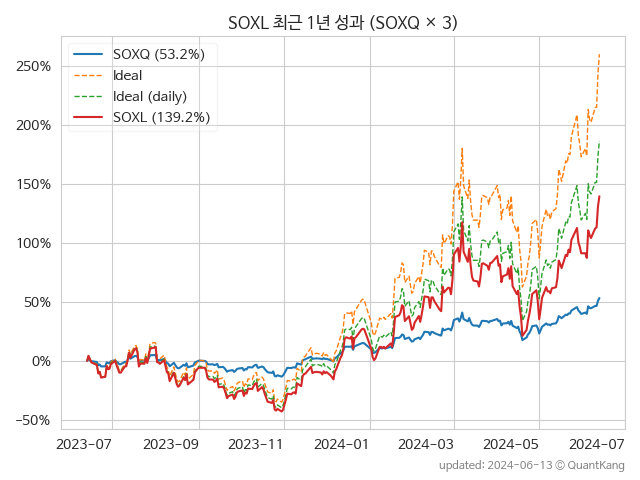 SOXL 최근 1년 성과 (SOXQ × 3)
SOXQ (53.2%)
Ideal
Ideal (daily)
SOXL (139.2%)
250%
200%
150%
100%
50%
0%
−50%
2023−07 2023−09 2023−11 2024−01 2024−03 2024−05 2024−07
updated: 2024-06-13 © QuantKang